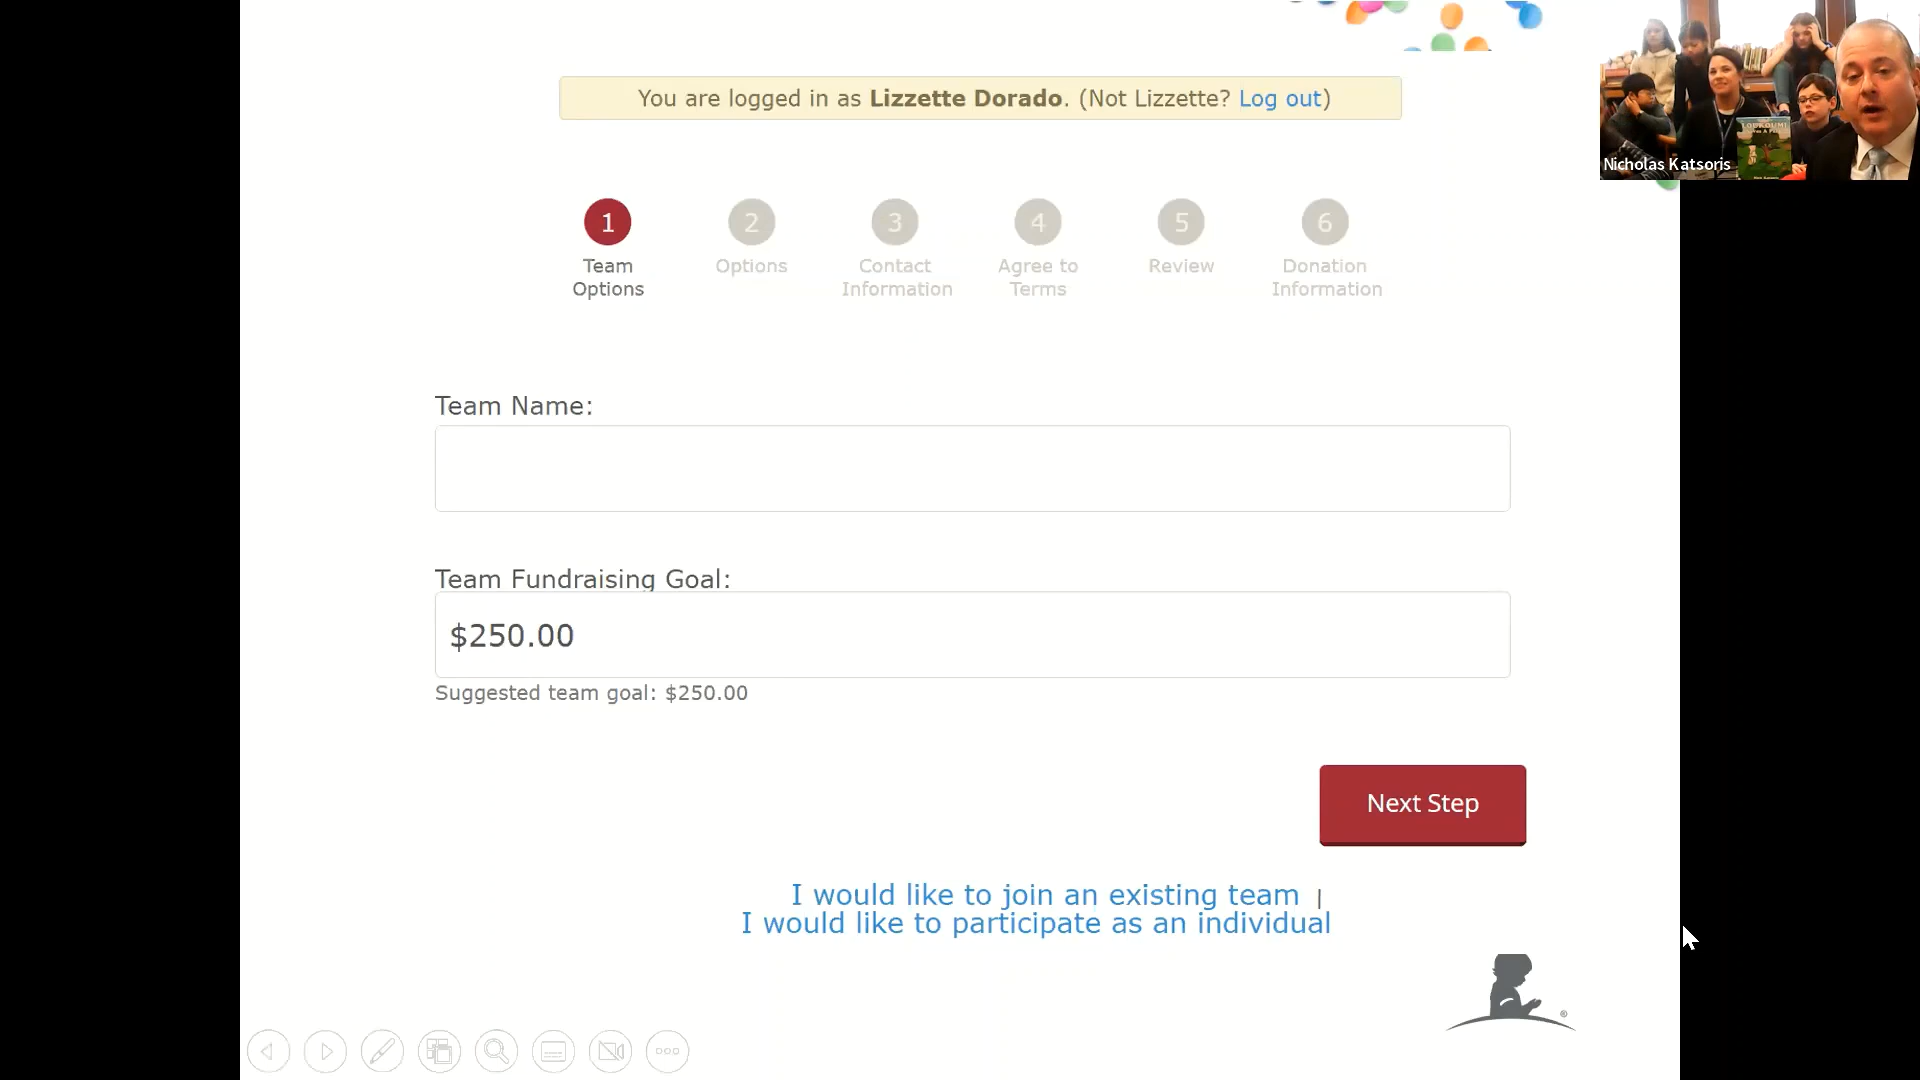 You are logged in as Lizzette Dorado. (Not Lizzette? Log out)
Nicholas Katsoris
1
2
3
4
5
6
Team
Options
Options
Contact
Information
Agree to
Terms
Review
Donation
Information
Team Name:
Team Fundraising Goal:
$250.00
Suggested team goal: $250.00
Next Step
I would like to join an existing team |
I would like to participate as an individual
®